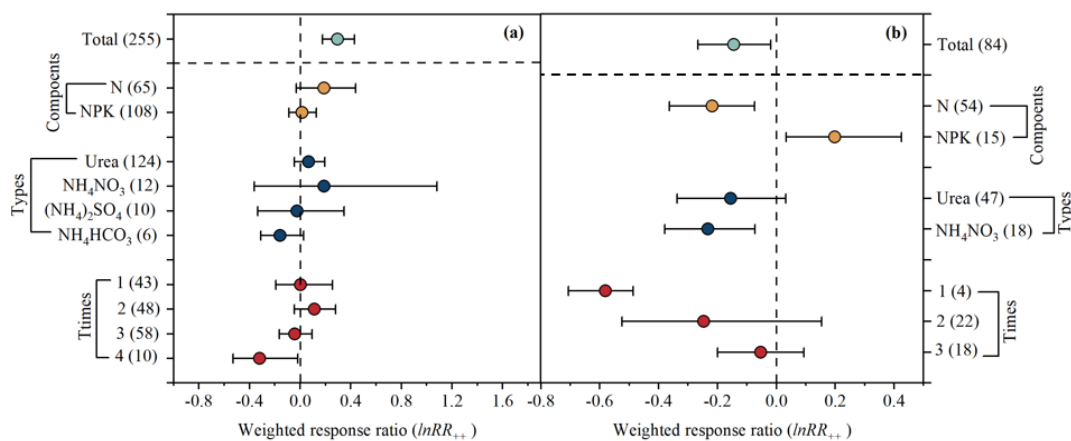 (a)
Total (255)
Compoents
N (65)
NPK (108)
Types
Urea (124)
NH₄NO₃ (12)
(NH₄)₂SO₄ (10)
NH₄HCO₃ (6)
Ttimes
1 (43)
2 (48)
3 (58)
4 (10)
-0.8 -0.4 0.0 0.4 0.8 1.2 1.6
Weighted response ratio (lnRR₊₊)
(b)
Total (84)
N (54)
NPK (15)
Compoents
Urea (47)
NH₄NO₃ (18)
Types
1 (4)
2 (22)
3 (18)
Times
-0.8 -0.6 -0.4 -0.2 0.0 0.2 0.4
Weighted response ratio (lnRR₊₊)